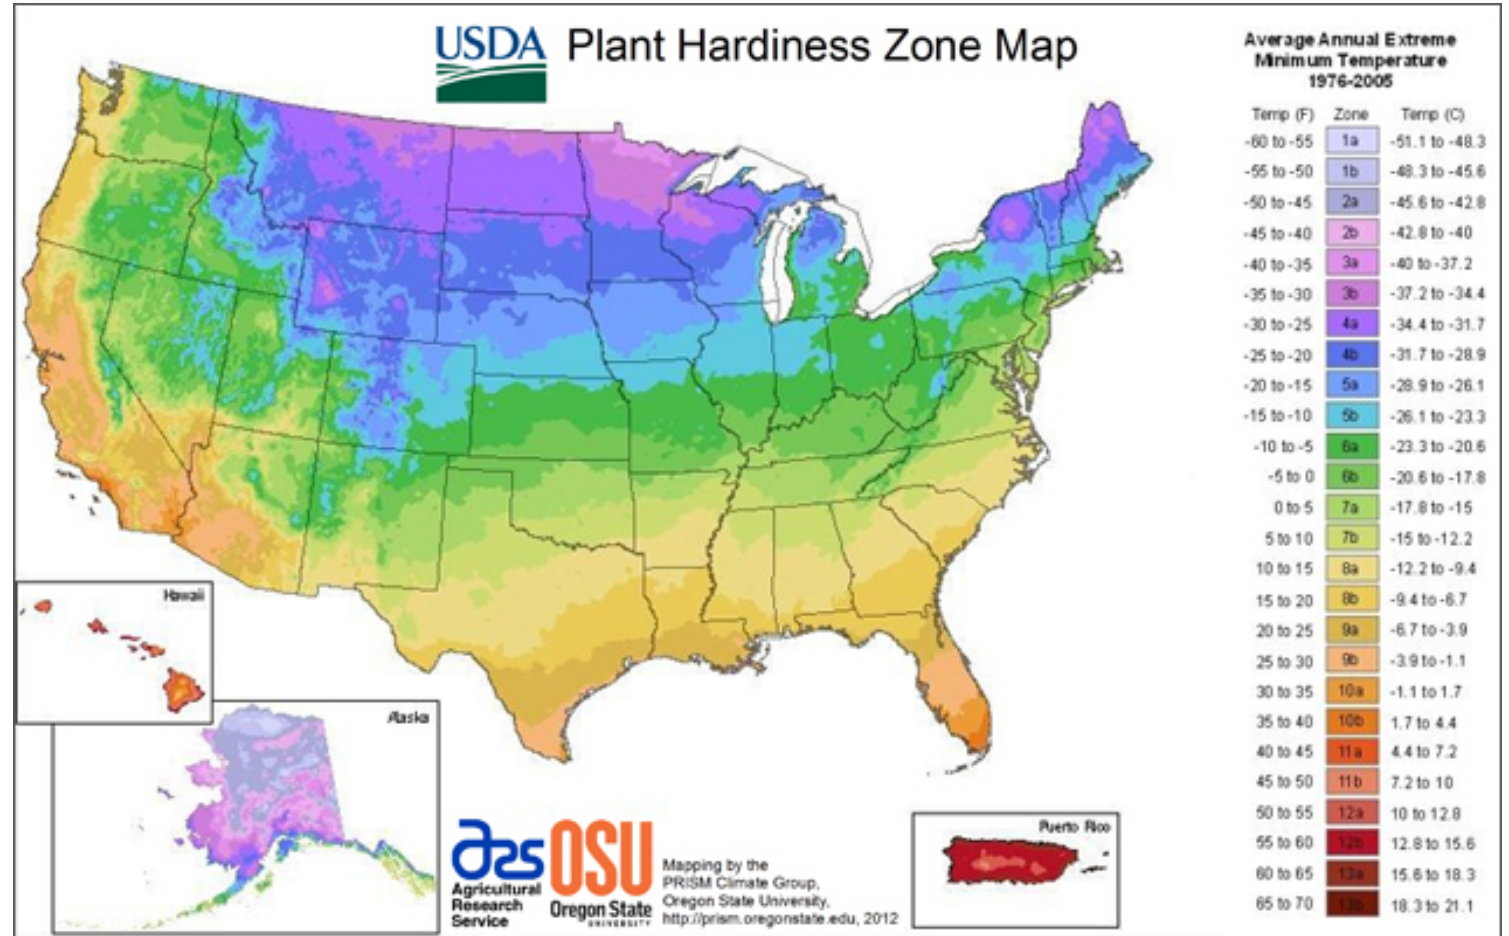 USDA Plant Hardiness Zone Map
Average Annual Extreme
Minimum Temperature
1976-2005
Temp (F) Zone Temp (C)
-60 to -55 1a -51.1 to -48.3
-55 to -50 1b -48.3 to -45.6
-50 to -45 2a -45.6 to -42.8
-45 to -40 2b -42.8 to -40
-40 to -35 3a -40 to -37.2
-35 to -30 3b -37.2 to -34.4
-30 to -25 4a -34.4 to -31.7
-25 to -20 4b -31.7 to -28.9
-20 to -15 5a -28.9 to -26.1
-15 to -10 5b -26.1 to -23.3
-10 to -5 6a -23.3 to -20.6
-5 to 0 6b -20.6 to -17.8
0 to 5 7a -17.8 to -15
5 to 10 7b -15 to -12.2
10 to 15 8a -12.2 to -9.4
15 to 20 8b -9.4 to -6.7
20 to 25 9a -6.7 to -3.9
25 to 30 9b -3.9 to -1.1
30 to 35 10a -1.1 to 1.7
35 to 40 10b 1.7 to 4.4
40 to 45 11a 4.4 to 7.2
45 to 50 11b 7.2 to 10
50 to 55 12a 10 to 12.8
55 to 60 12b 12.8 to 15.6
60 to 65 13a 15.6 to 18.3
65 to 70 13b 18.3 to 21.1
Hawaii
Alaska
ars
Agricultural
Research
Service
OSU
Oregon State
UNIVERSITY
Mapping by the
PRISM Climate Group,
Oregon State University,
http://prism.oregonstate.edu, 2012
Puerto Rico